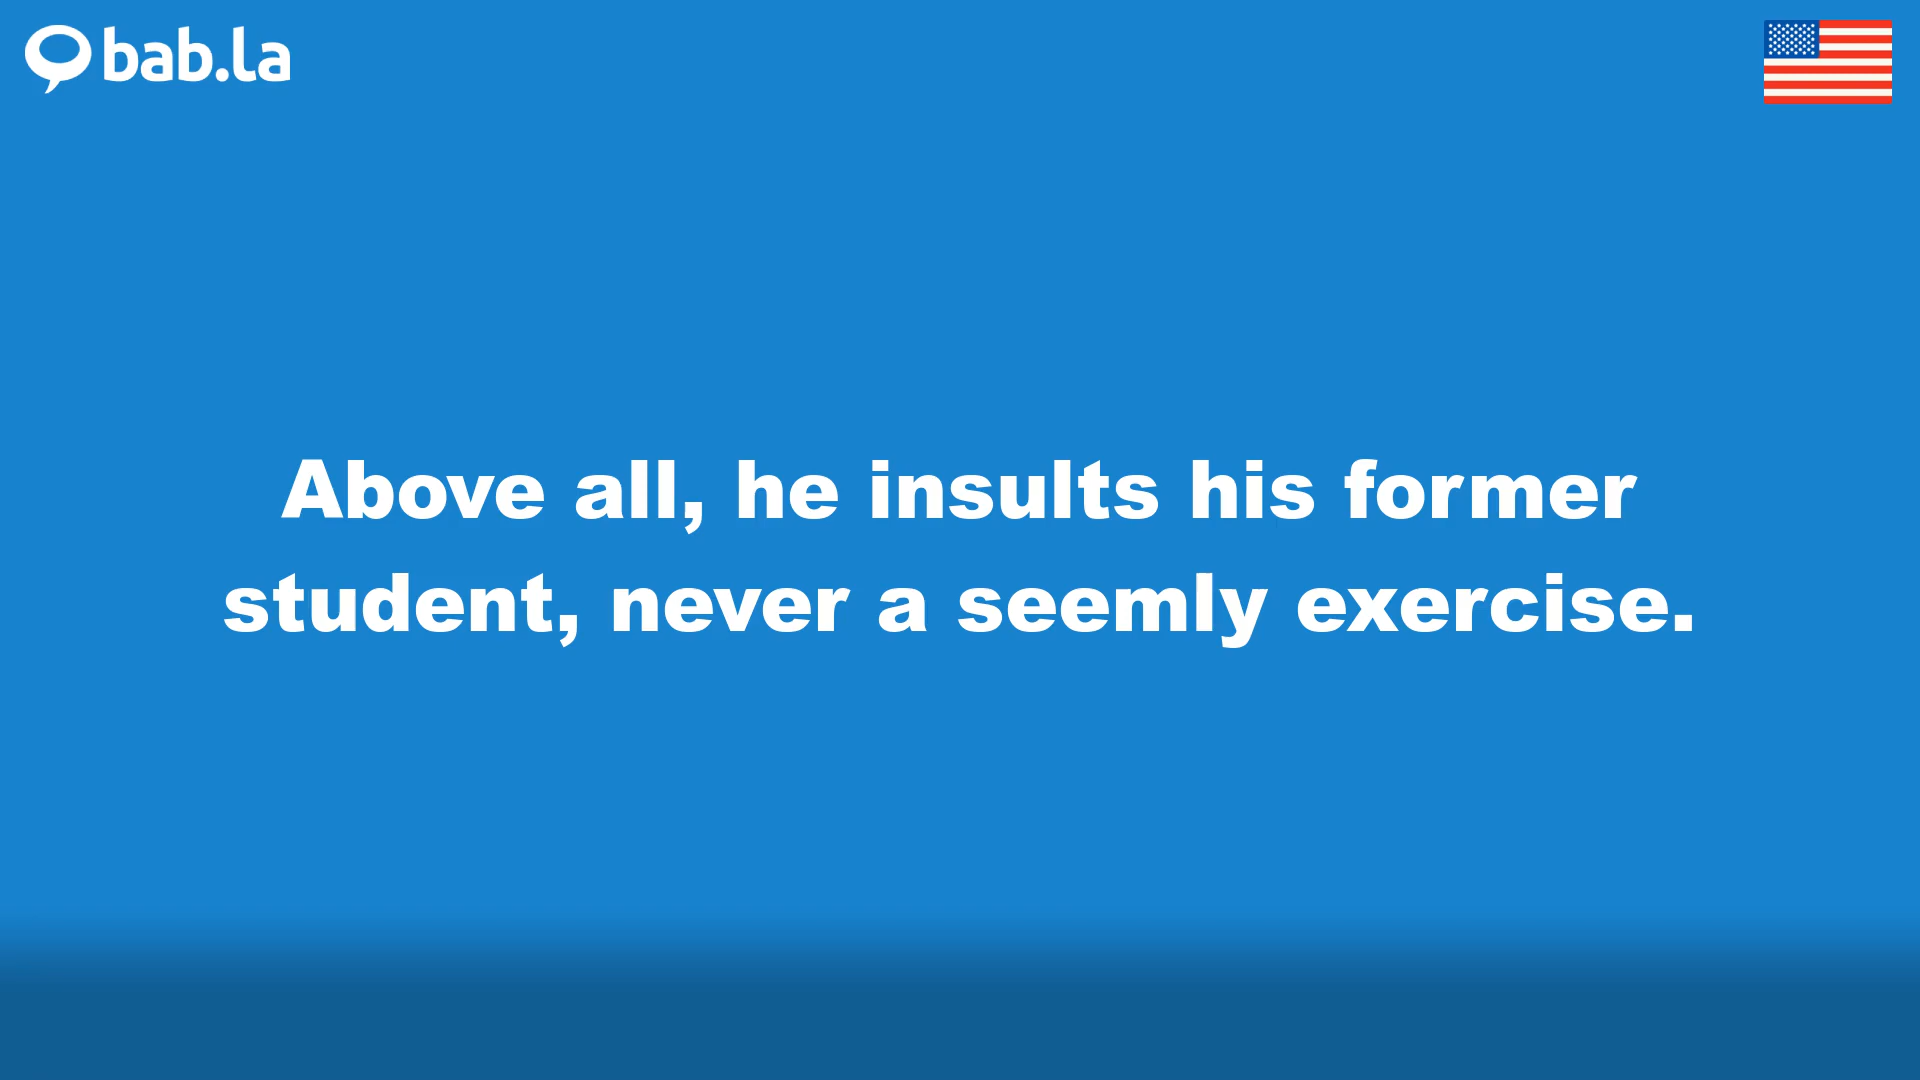 bab.la
Above all, he insults his former
student, never a seemly exercise.